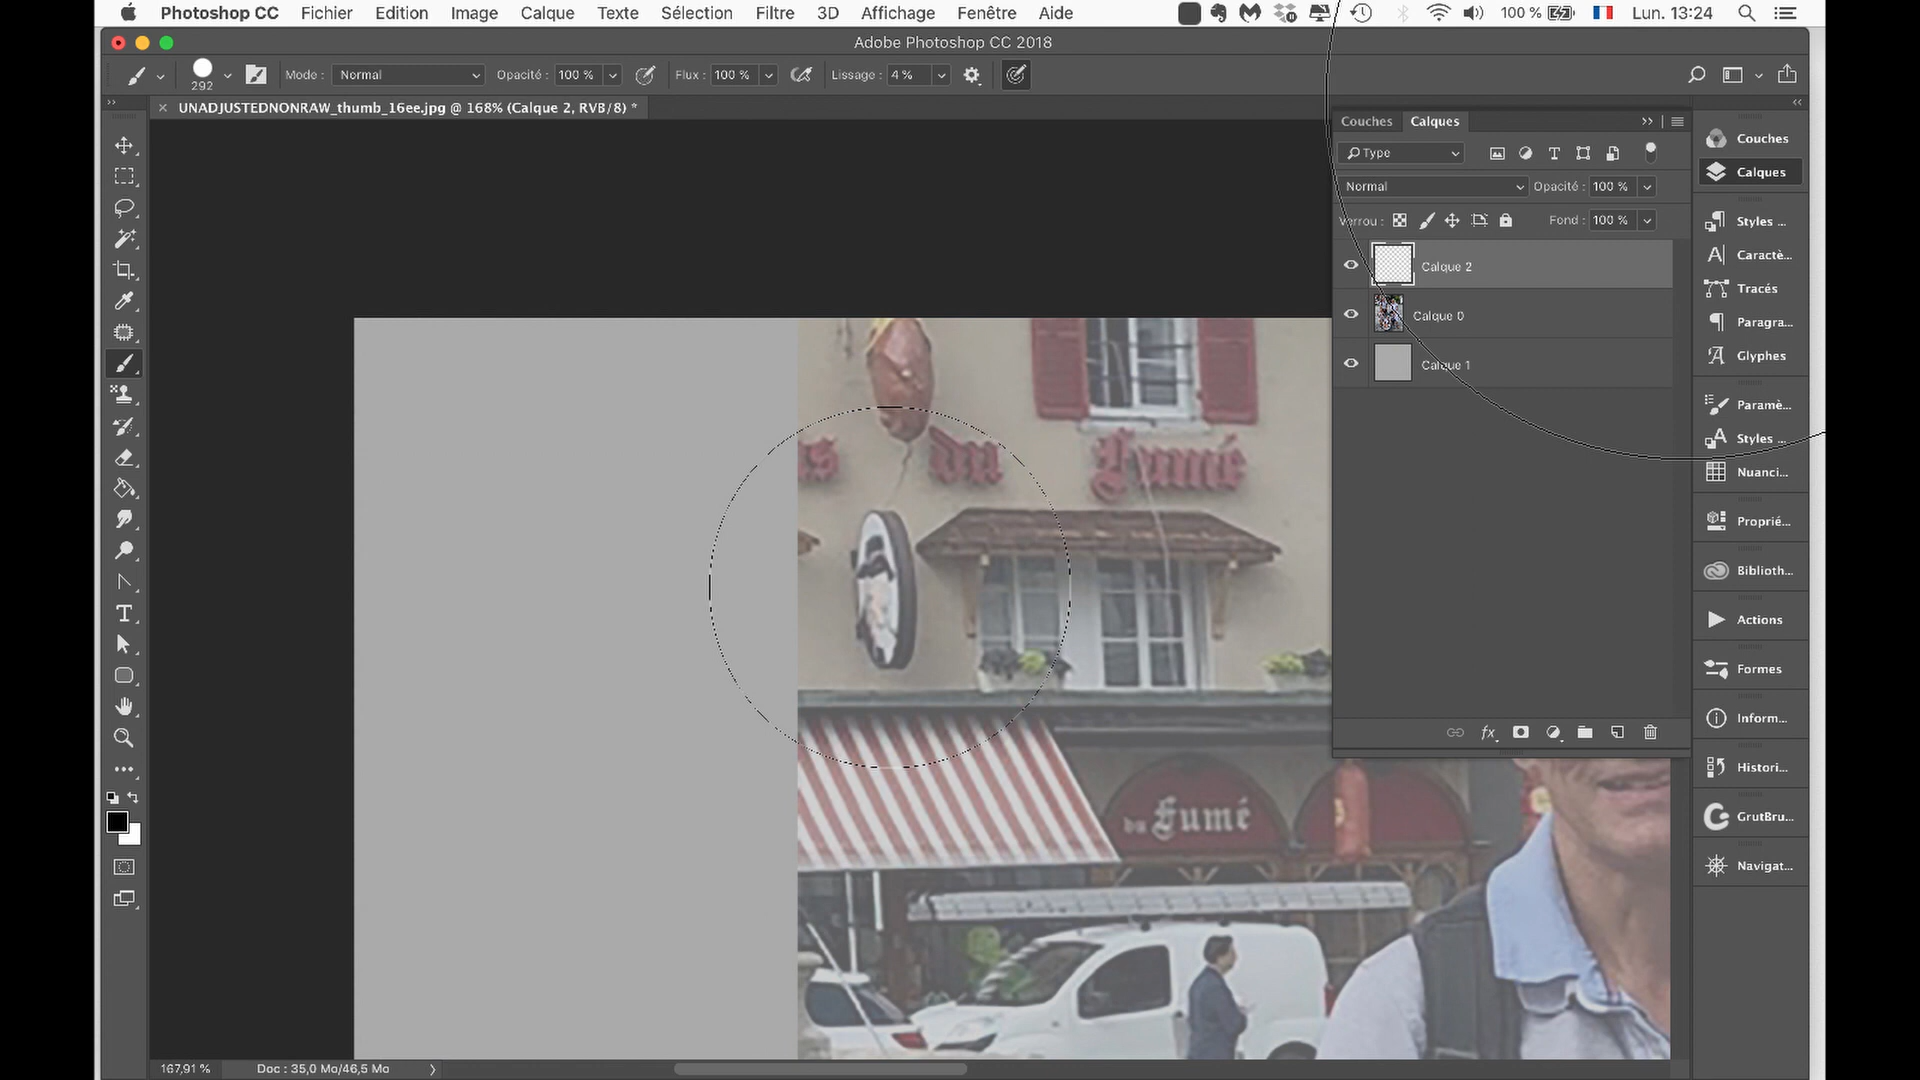 Photoshop CC Fichier Edition Image Calque Texte Sélection Filtre 3D Affichage Fenêtre Aide 100 % Lun. 13:24
Adobe Photoshop CC 2018
292 Mode : Normal Opacité : 100 % Flux : 100 % Lissage : 4 %
UNADJUSTEDNONRAW_thumb_16ee.jpg @ 168% (Calque 2, RVB/8) *
Couches Calques
Type
Normal Opacité : 100 %
Verrou : Fond : 100 %
Calque 2
Calque 0
Calque 1
fx
Couches
Calques
Styles ...
Caractè...
Tracés
Paragra...
Glyphes
Paramè...
Styles ...
Nuanci...
Proprié...
Biblioth...
Actions
Formes
Inform...
Histori...
GrutBru...
Navigat...
du Fumé
du Fumé
167,91 % Doc : 35,0 Mo/46,5 Mo